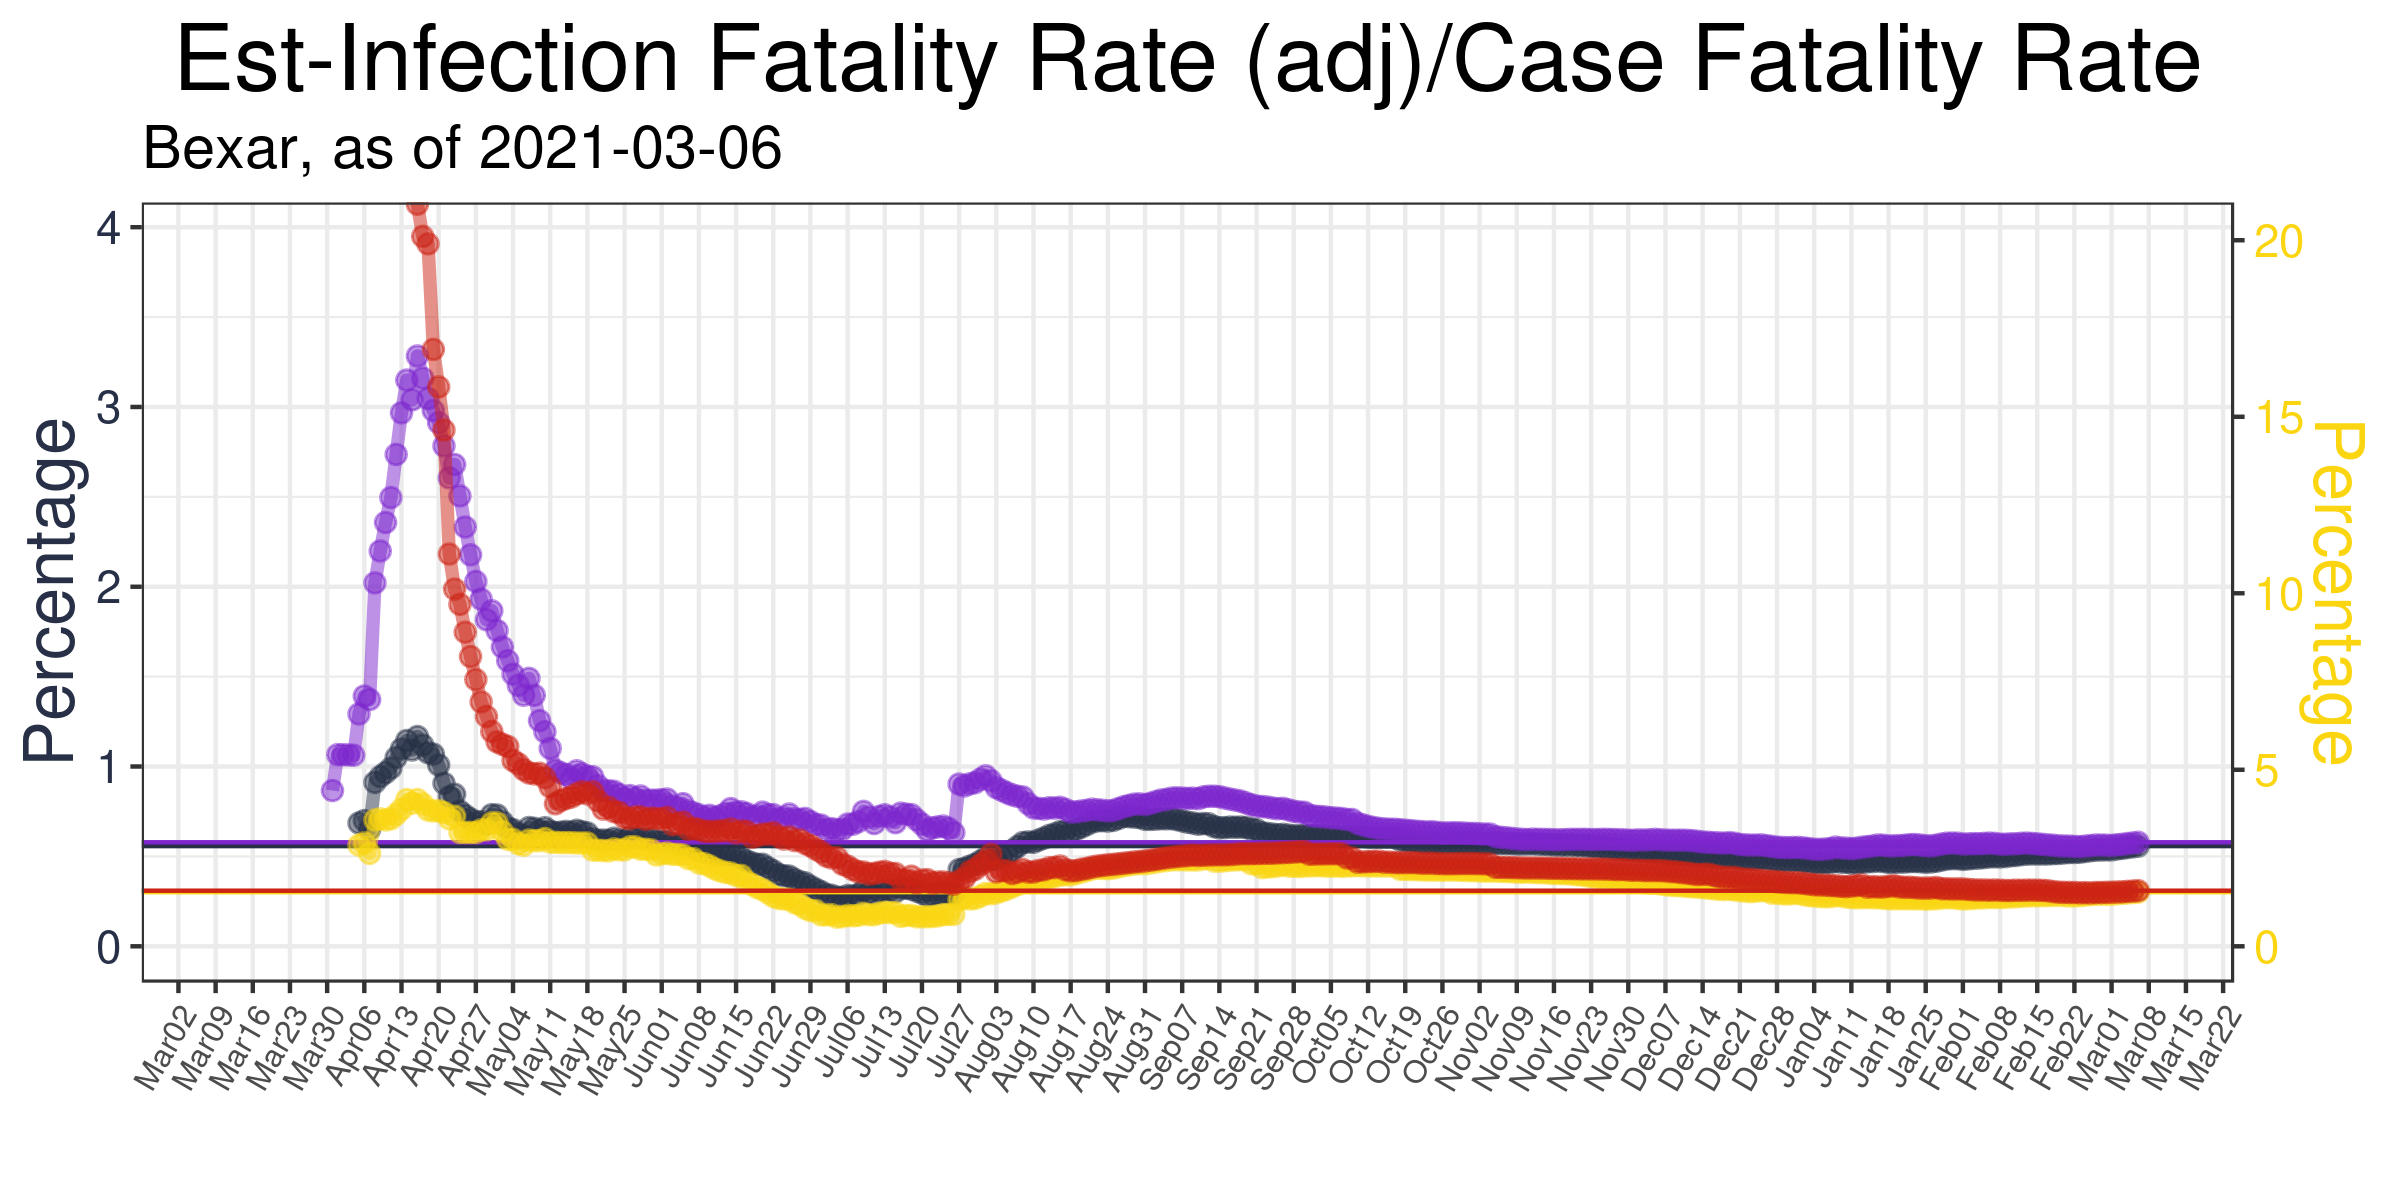 Est-Infection Fatality Rate (adj)/Case Fatality Rate
Bexar, as of 2021-03-06
Percentage
4
3
2
1
0
20
15
10
5
0
Percentage
Mar02
Mar09
Mar16
Mar23
Mar30
Apr06
Apr13
Apr20
Apr27
May04
May11
May18
May25
Jun01
Jun08
Jun15
Jun22
Jun29
Jul06
Jul13
Jul20
Jul27
Aug03
Aug10
Aug17
Aug24
Aug31
Sep07
Sep14
Sep21
Sep28
Oct05
Oct12
Oct19
Oct26
Nov02
Nov09
Nov16
Nov23
Nov30
Dec07
Dec14
Dec21
Dec28
Jan04
Jan11
Jan18
Jan25
Feb01
Feb08
Feb15
Feb22
Mar01
Mar08
Mar15
Mar22